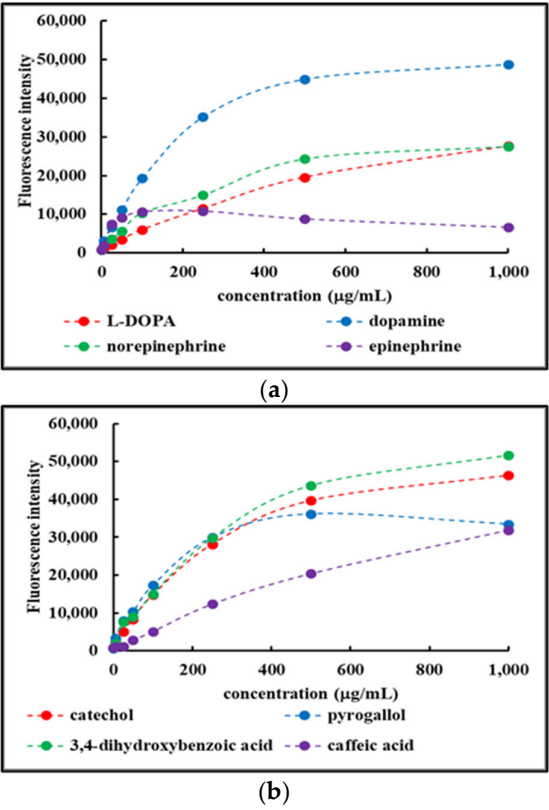 60,000
50,000
40,000
30,000
20,000
10,000
0
Fluorescence intensity
0 200 400 600 800 1,000
concentration (µg/mL)
L-DOPA dopamine
norepinephrine epinephrine
(a)
60,000
50,000
40,000
30,000
20,000
10,000
0
Fluorescence intensity
0 200 400 600 800 1,000
concentration (µg/mL)
catechol pyrogallol
3,4-dihydroxybenzoic acid caffeic acid
(b)